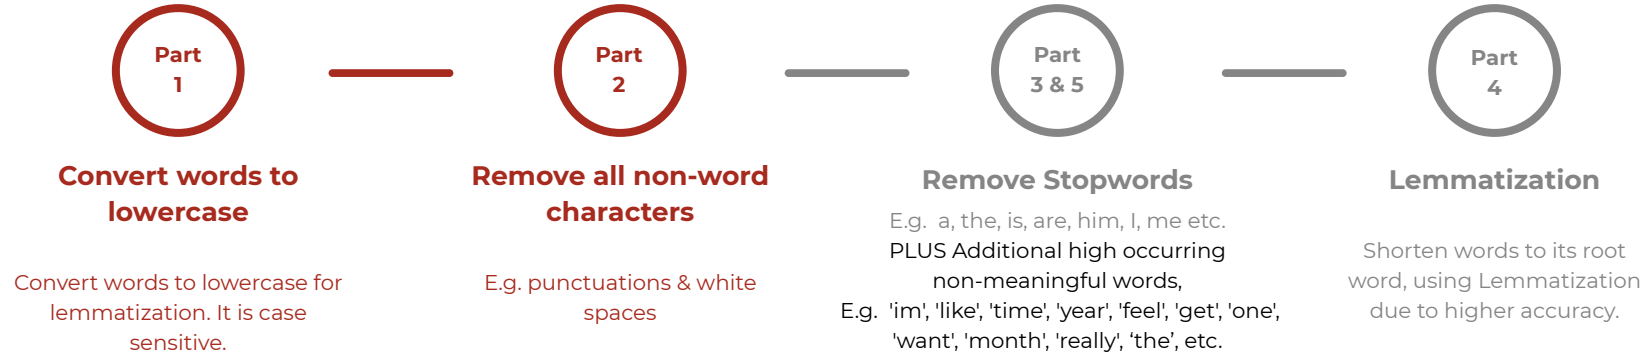 Part
1
Convert words to
lowercase
Convert words to lowercase for
lemmatization. It is case
sensitive.
Part
2
Remove all non-word
characters
E.g. punctuations & white
spaces
Part
3 & 5
Remove Stopwords
E.g. a, the, is, are, him, I, me etc.
PLUS Additional high occurring
non-meaningful words,
E.g. 'im', 'like', 'time', 'year', 'feel', 'get', 'one',
'want', 'month', 'really', ‘the’, etc.
Part
4
Lemmatization
Shorten words to its root
word, using Lemmatization
due to higher accuracy.